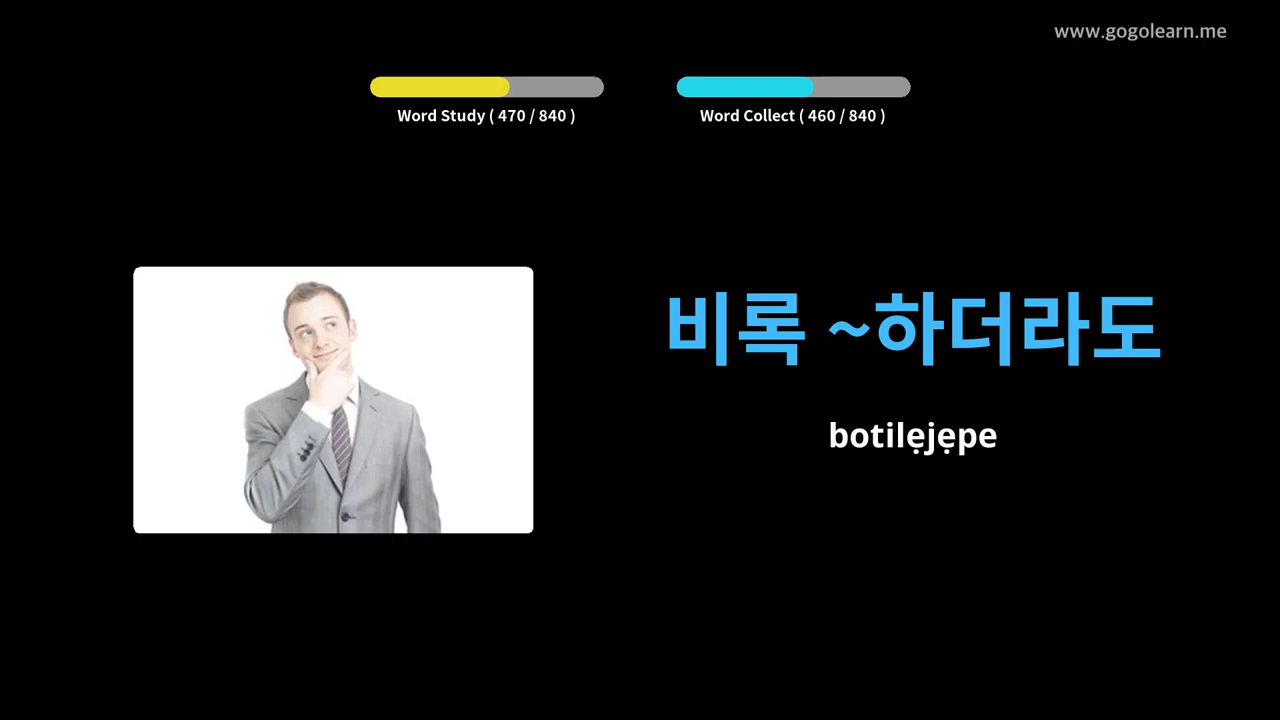 www.gogolearn.me
Word Study ( 470 / 840 )
Word Collect ( 460 / 840 )
비록 ~하더라도
botilẹjẹpe